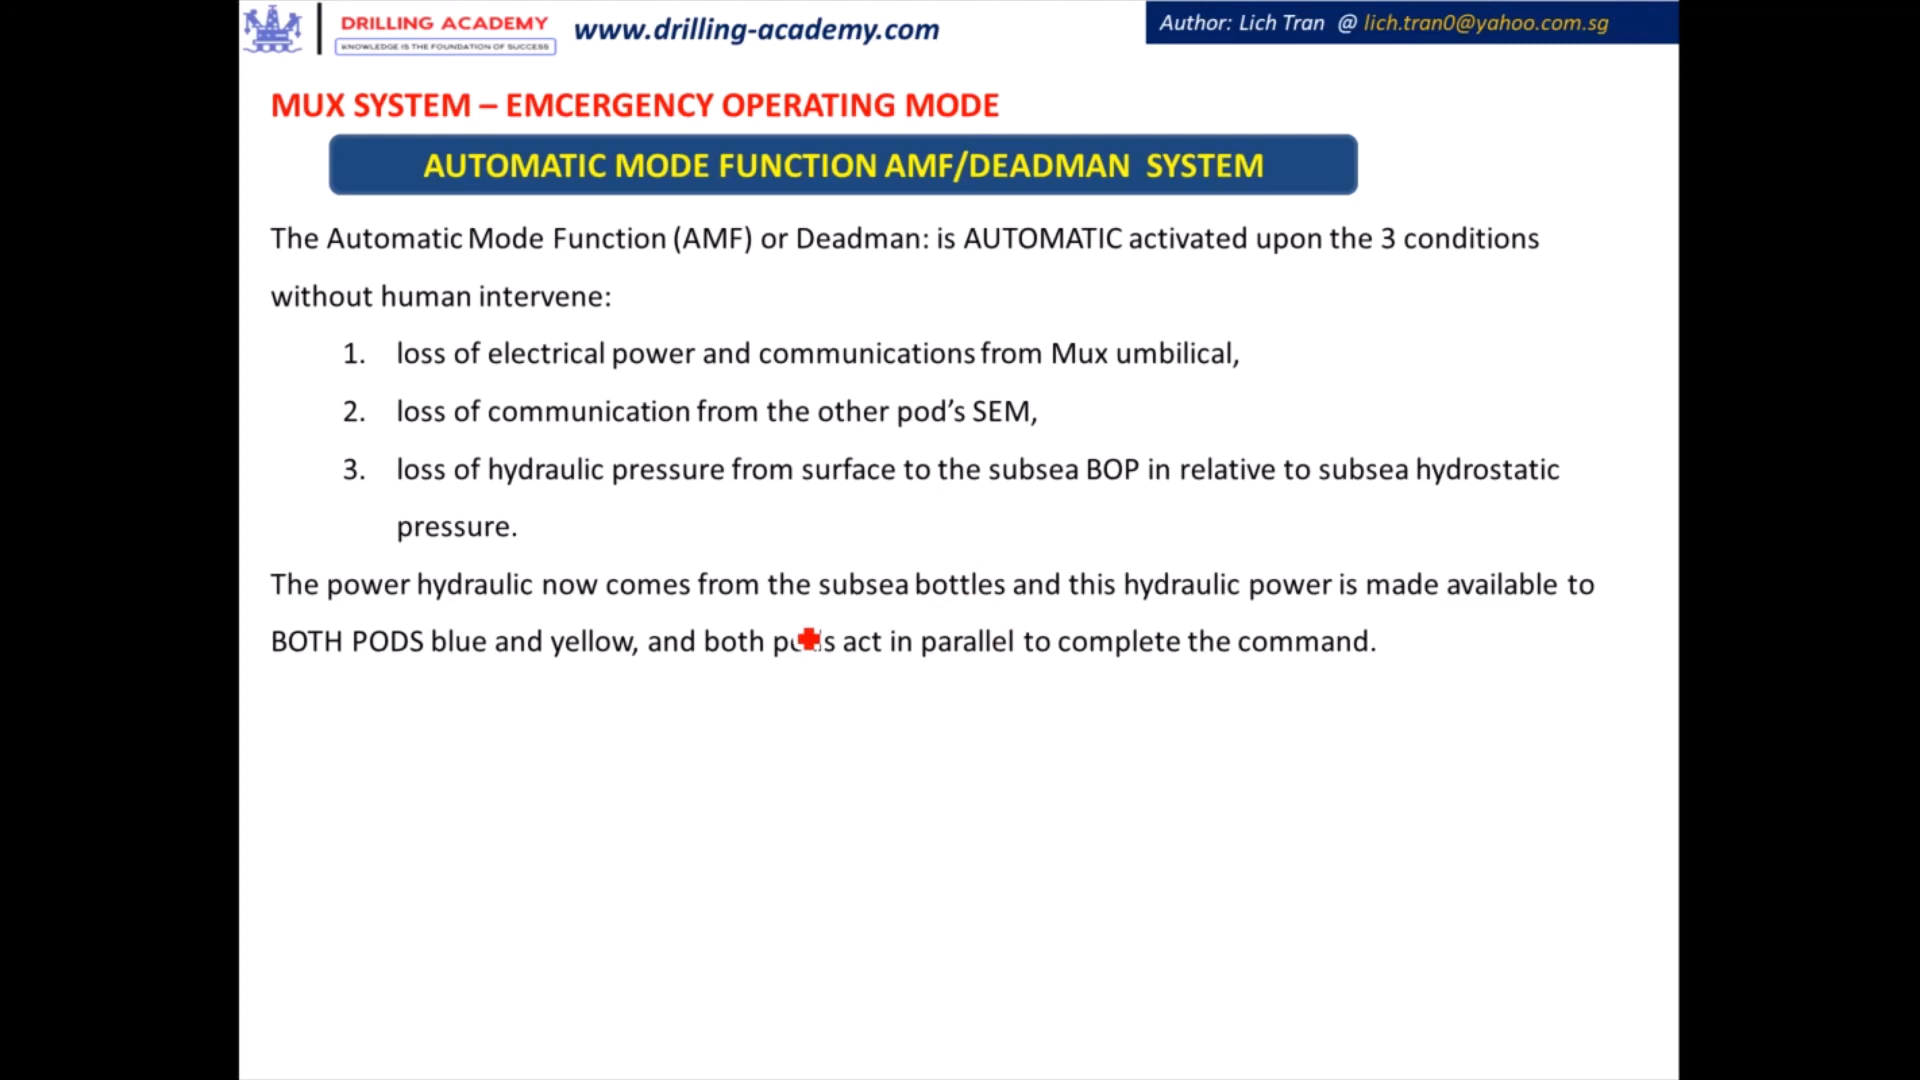 DRILLING ACADEMY
KNOWLEDGE IS THE FOUNDATION OF SUCCESS
www.drilling-academy.com
Author: Lich Tran @ lich.tran0@yahoo.com.sg
MUX SYSTEM – EMCERGENCY OPERATING MODE
AUTOMATIC MODE FUNCTION AMF/DEADMAN SYSTEM
The Automatic Mode Function (AMF) or Deadman: is AUTOMATIC activated upon the 3 conditions
without human intervene:
1. loss of electrical power and communications from Mux umbilical,
2. loss of communication from the other pod’s SEM,
3. loss of hydraulic pressure from surface to the subsea BOP in relative to subsea hydrostatic
pressure.
The power hydraulic now comes from the subsea bottles and this hydraulic power is made available to
BOTH PODS blue and yellow, and both pods act in parallel to complete the command.